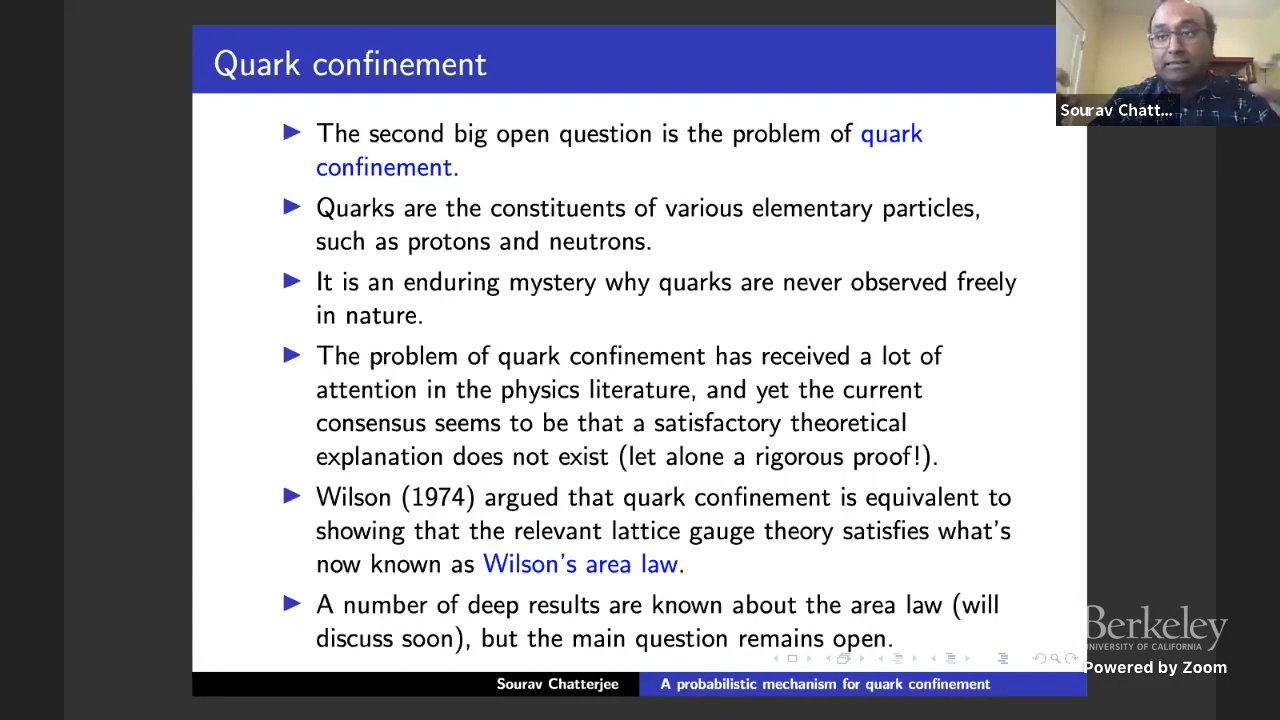 Quark confinement
Sourav Chatt...
▶ The second big open question is the problem of quark
confinement.
▶ Quarks are the constituents of various elementary particles,
such as protons and neutrons.
▶ It is an enduring mystery why quarks are never observed freely
in nature.
▶ The problem of quark confinement has received a lot of
attention in the physics literature, and yet the current
consensus seems to be that a satisfactory theoretical
explanation does not exist (let alone a rigorous proof!).
▶ Wilson (1974) argued that quark confinement is equivalent to
showing that the relevant lattice gauge theory satisfies what's
now known as Wilson's area law.
▶ A number of deep results are known about the area law (will
discuss soon), but the main question remains open.
Berkeley
UNIVERSITY OF CALIFORNIA
Powered by Zoom
Sourav Chatterjee
A probabilistic mechanism for quark confinement